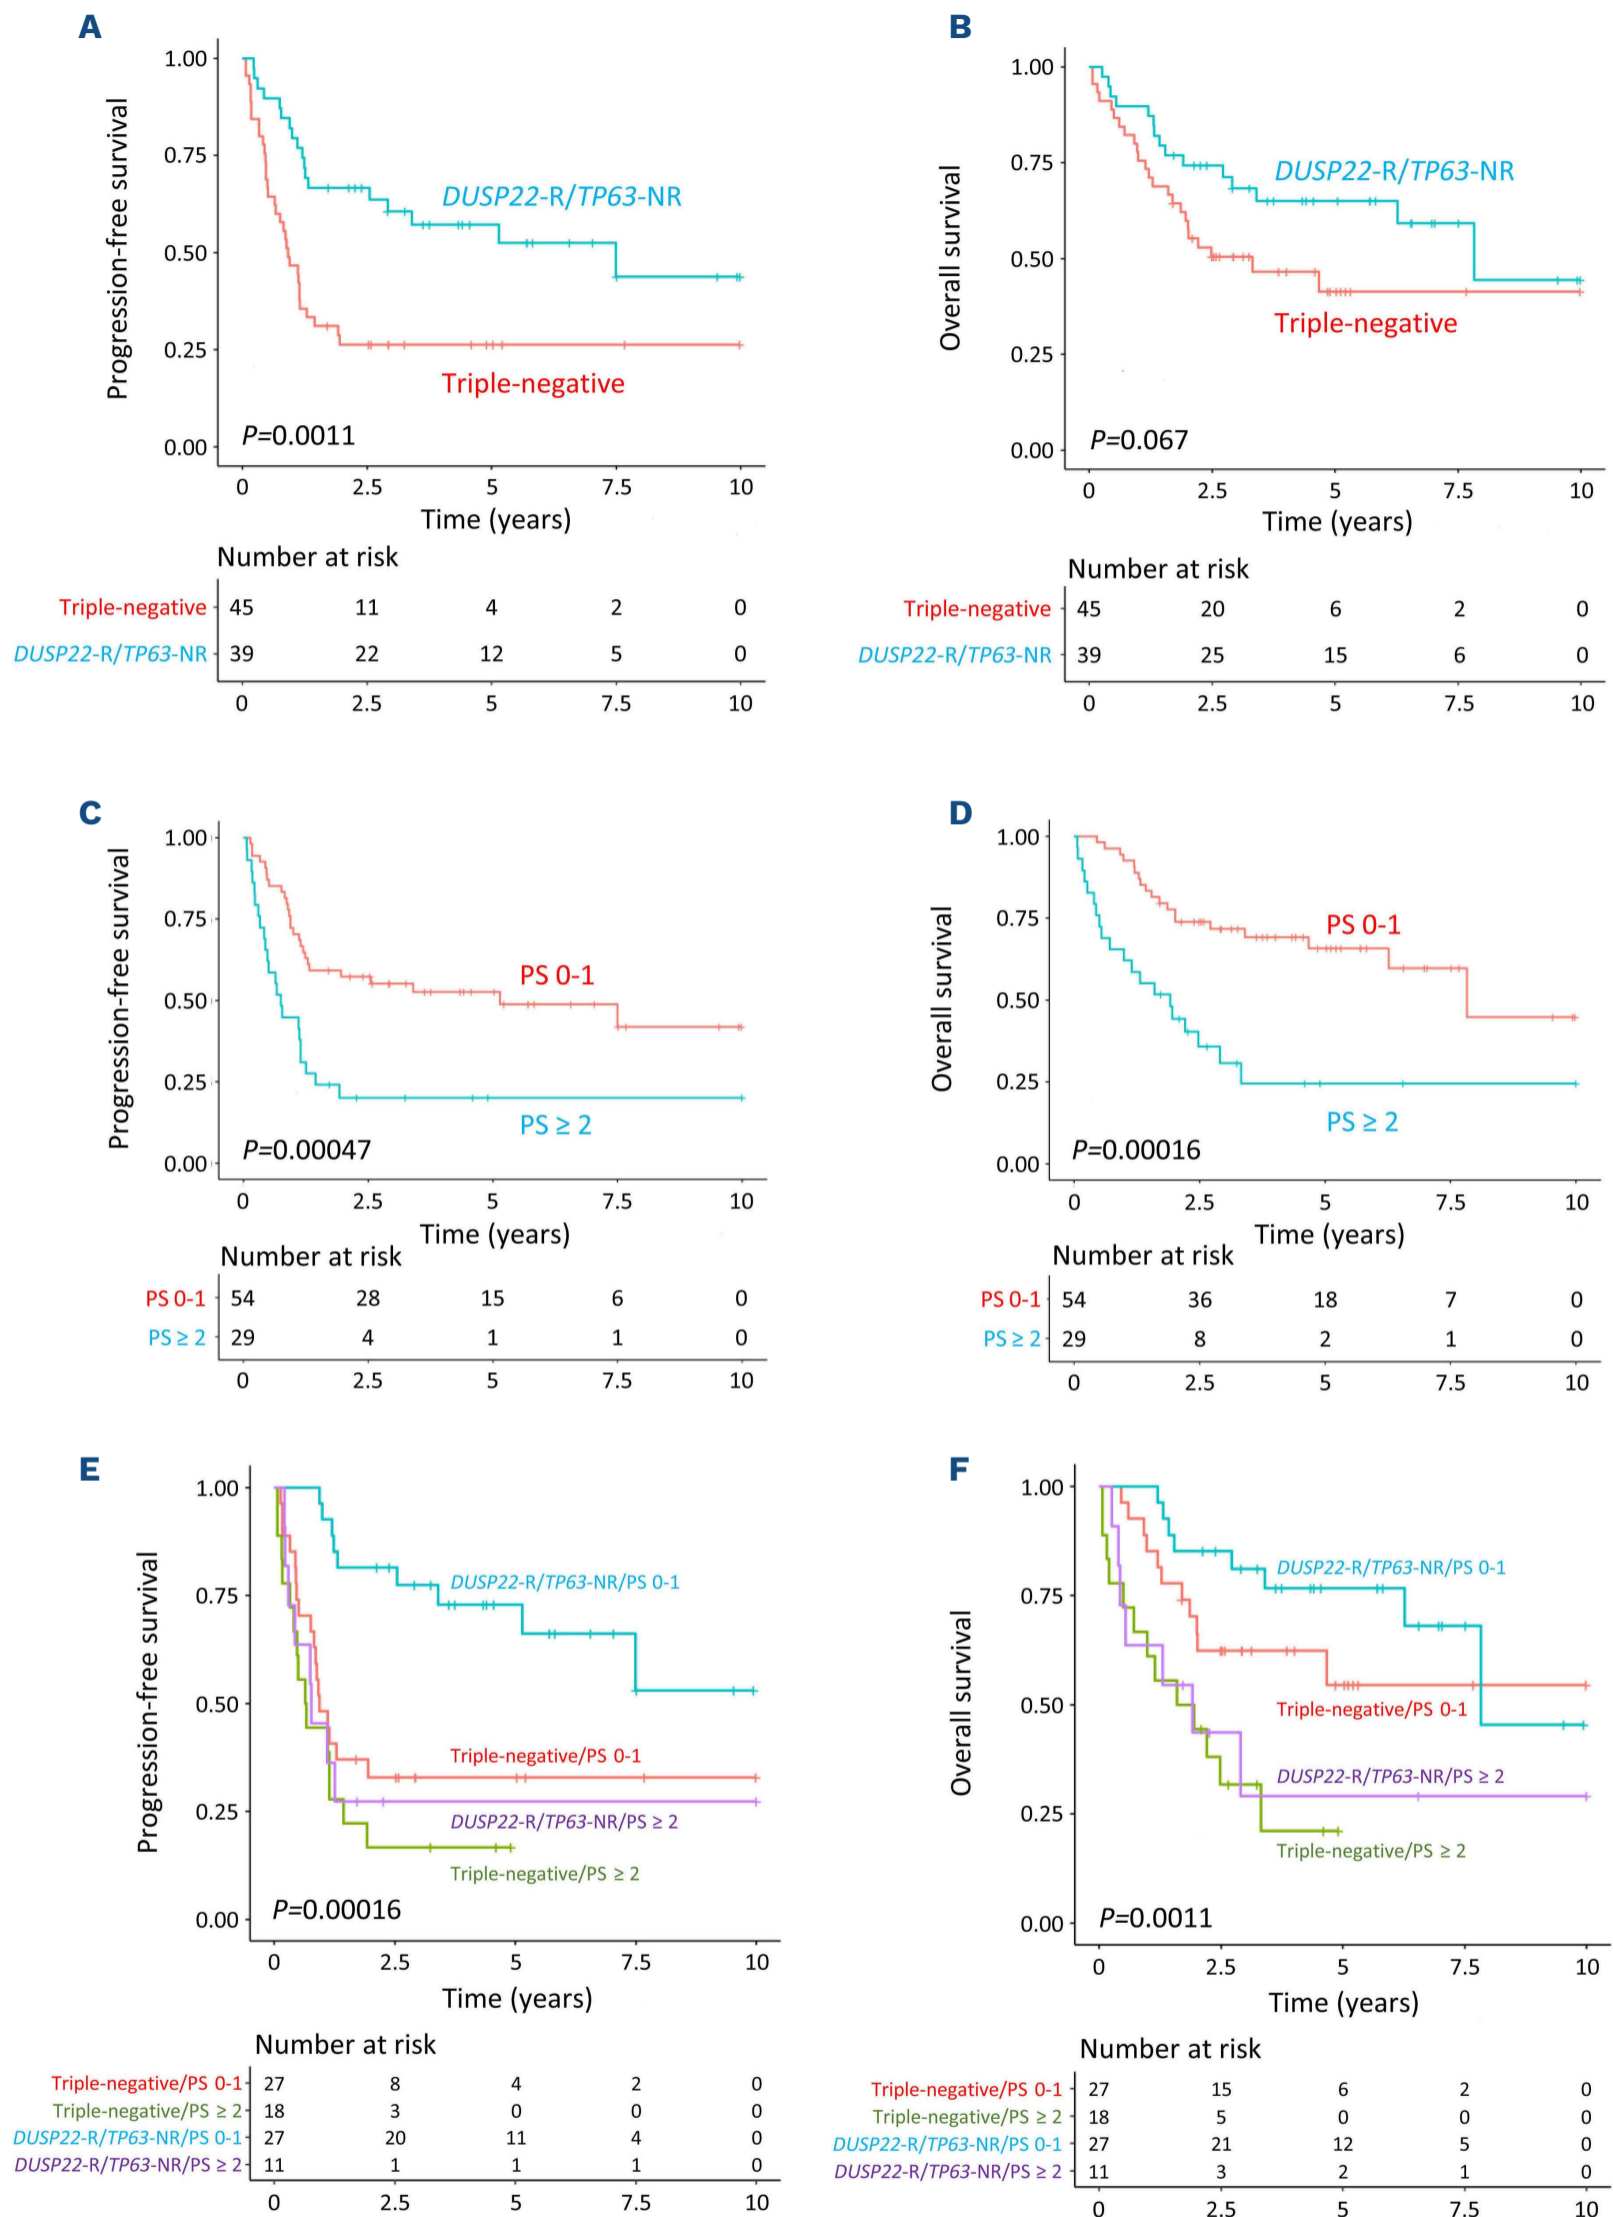 A
Progression-free survival
1.00
0.75
0.50
0.25
0.00
DUSP22-R/TP63-NR
Triple-negative
P=0.0011
0 2.5 5 7.5 10
Time (years)
Number at risk
Triple-negative 45 11 4 2 0
DUSP22-R/TP63-NR 39 22 12 5 0
0 2.5 5 7.5 10
B
Overall survival
1.00
0.75
0.50
0.25
0.00
DUSP22-R/TP63-NR
Triple-negative
P=0.067
0 2.5 5 7.5 10
Time (years)
Number at risk
Triple-negative 45 20 6 2 0
DUSP22-R/TP63-NR 39 25 15 6 0
0 2.5 5 7.5 10
C
Progression-free survival
1.00
0.75
0.50
0.25
0.00
PS 0-1
PS ≥ 2
P=0.00047
0 2.5 5 7.5 10
Time (years)
Number at risk
PS 0-1 54 28 15 6 0
PS ≥ 2 29 4 1 1 0
0 2.5 5 7.5 10
D
Overall survival
1.00
0.75
0.50
0.25
0.00
PS 0-1
PS ≥ 2
P=0.00016
0 2.5 5 7.5 10
Time (years)
Number at risk
PS 0-1 54 36 18 7 0
PS ≥ 2 29 8 2 1 0
0 2.5 5 7.5 10
E
Progression-free survival
1.00
0.75
0.50
0.25
0.00
DUSP22-R/TP63-NR/PS 0-1
Triple-negative/PS 0-1
DUSP22-R/TP63-NR/PS ≥ 2
Triple-negative/PS ≥ 2
P=0.00016
0 2.5 5 7.5 10
Time (years)
Number at risk
Triple-negative/PS 0-1 27 8 4 2 0
Triple-negative/PS ≥ 2 18 3 0 0 0
DUSP22-R/TP63-NR/PS 0-1 27 20 11 4 0
DUSP22-R/TP63-NR/PS ≥ 2 11 1 1 1 0
0 2.5 5 7.5 10
F
Overall survival
1.00
0.75
0.50
0.25
0.00
DUSP22-R/TP63-NR/PS 0-1
Triple-negative/PS 0-1
DUSP22-R/TP63-NR/PS ≥ 2
Triple-negative/PS ≥ 2
P=0.0011
0 2.5 5 7.5 10
Time (years)
Number at risk
Triple-negative/PS 0-1 27 15 6 2 0
Triple-negative/PS ≥ 2 18 5 0 0 0
DUSP22-R/TP63-NR/PS 0-1 27 21 12 5 0
DUSP22-R/TP63-NR/PS ≥ 2 11 3 2 1 0
0 2.5 5 7.5 10